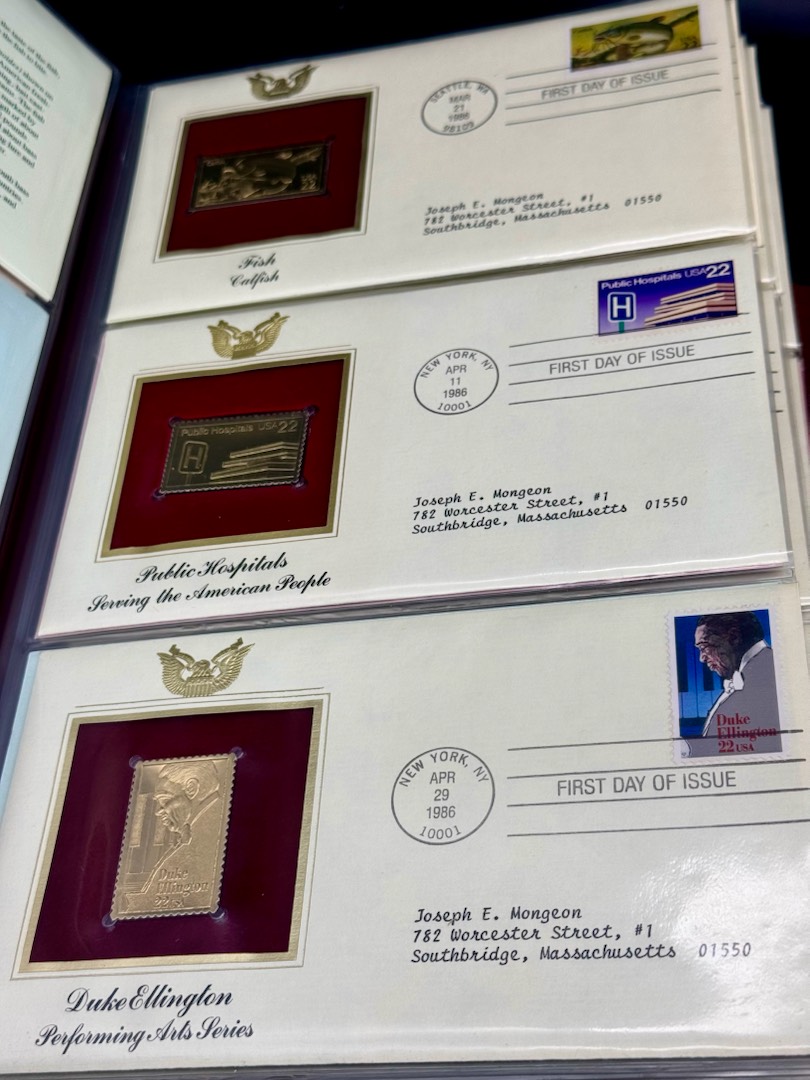 SEATTLE, WA
MAR
21
1986
98109
FIRST DAY OF ISSUE
22
Joseph E. Mongeon
782 Worcester Street, #1
Southbridge, Massachusetts 01550
Fish
Catfish
Public Hospitals USA 22
H
NEW YORK, NY
APR
11
1986
10001
FIRST DAY OF ISSUE
Public Hospitals USA 22
H
Joseph E. Mongeon
782 Worcester Street, #1
Southbridge, Massachusetts 01550
Public Hospitals
Serving the American People
Duke
Ellington
22 USA
NEW YORK, NY
APR
29
1986
10001
FIRST DAY OF ISSUE
Duke
Ellington
22 USA
Joseph E. Mongeon
782 Worcester Street, #1
Southbridge, Massachusetts 01550
Duke Ellington
Performing Arts Series